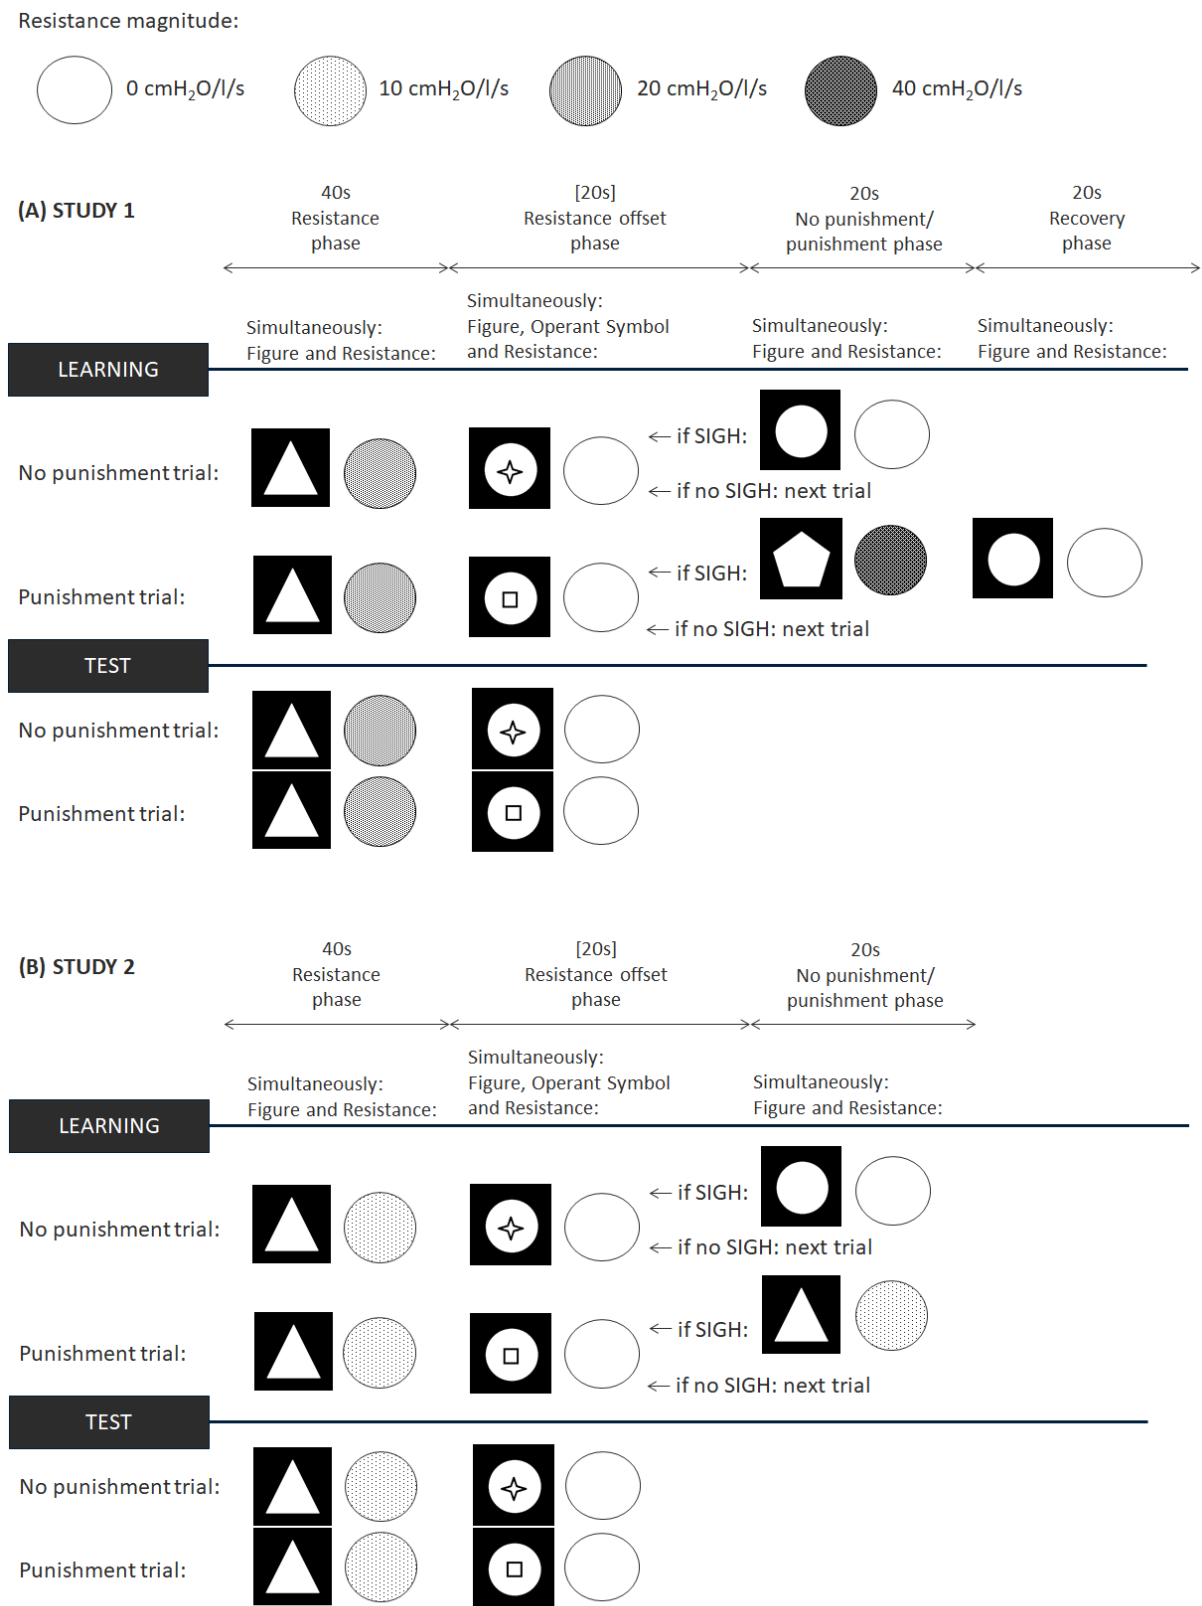 Resistance magnitude:
0 cmH₂O/l/s
10 cmH₂O/l/s
20 cmH₂O/l/s
40 cmH₂O/l/s
(A) STUDY 1
40s
Resistance
phase
[20s]
Resistance offset
phase
20s
No punishment/
punishment phase
20s
Recovery
phase
Simultaneously:
Figure and Resistance:
Simultaneously:
Figure, Operant Symbol
and Resistance:
Simultaneously:
Figure and Resistance:
Simultaneously:
Figure and Resistance:
LEARNING
No punishment trial:
if SIGH:
if no SIGH: next trial
Punishment trial:
if SIGH:
if no SIGH: next trial
TEST
No punishment trial:
Punishment trial:
(B) STUDY 2
40s
Resistance
phase
[20s]
Resistance offset
phase
20s
No punishment/
punishment phase
Simultaneously:
Figure and Resistance:
Simultaneously:
Figure, Operant Symbol
and Resistance:
Simultaneously:
Figure and Resistance:
LEARNING
No punishment trial:
if SIGH:
if no SIGH: next trial
Punishment trial:
if SIGH:
if no SIGH: next trial
TEST
No punishment trial:
Punishment trial: